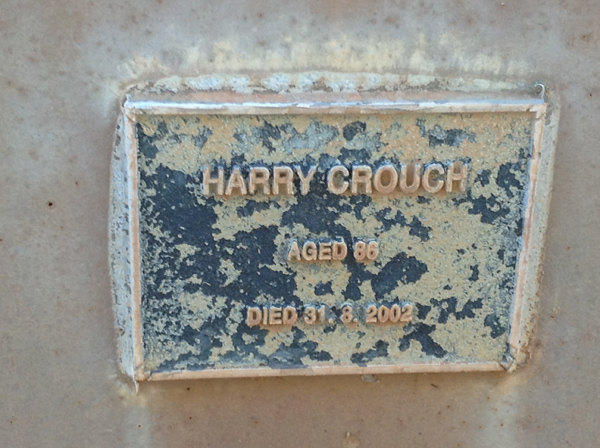 HARRY CROUCH
AGED 86
DIED 31. 8. 2002